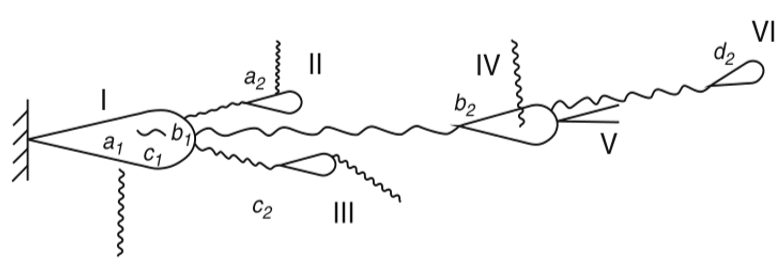 I
II
III
IV
V
VI
a₁
b₁
c₁
a₂
b₂
c₂
d₂